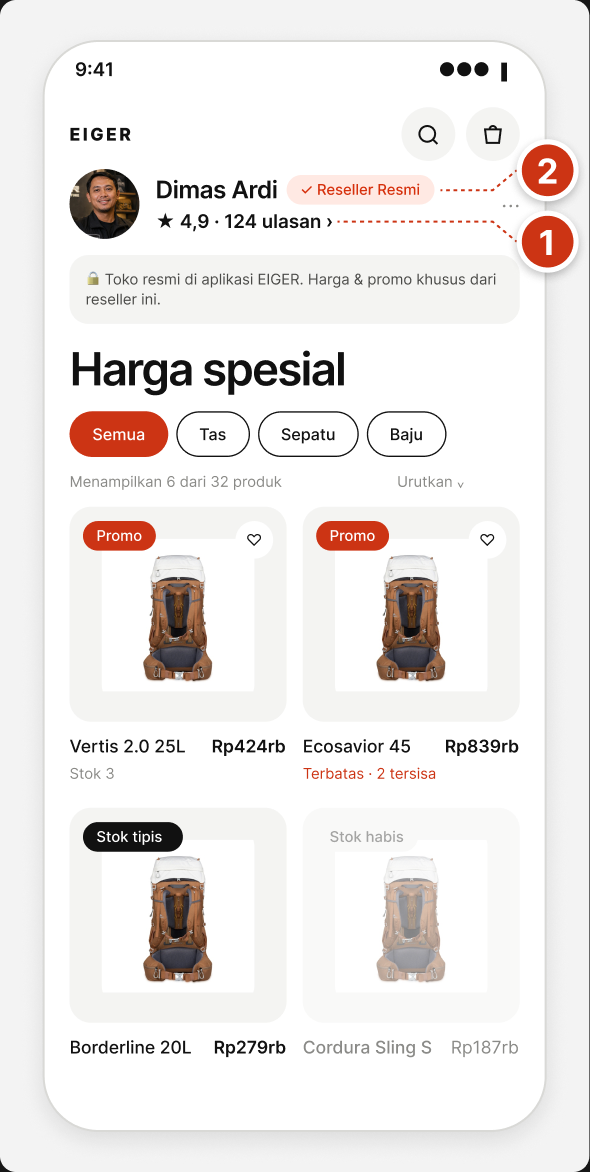 9:41
EIGER
Dimas Ardi ✓ Reseller Resmi
2
★ 4,9 · 124 ulasan ›
1
🔒 Toko resmi di aplikasi EIGER. Harga & promo khusus dari
reseller ini.
Harga spesial
Semua Tas Sepatu Baju
Menampilkan 6 dari 32 produk Urutkan v
Promo Promo
Vertis 2.0 25L Rp424rb Ecosavior 45 Rp839rb
Stok 3 Terbatas · 2 tersisa
Stok tipis Stok habis
Borderline 20L Rp279rb Cordura Sling S Rp187rb